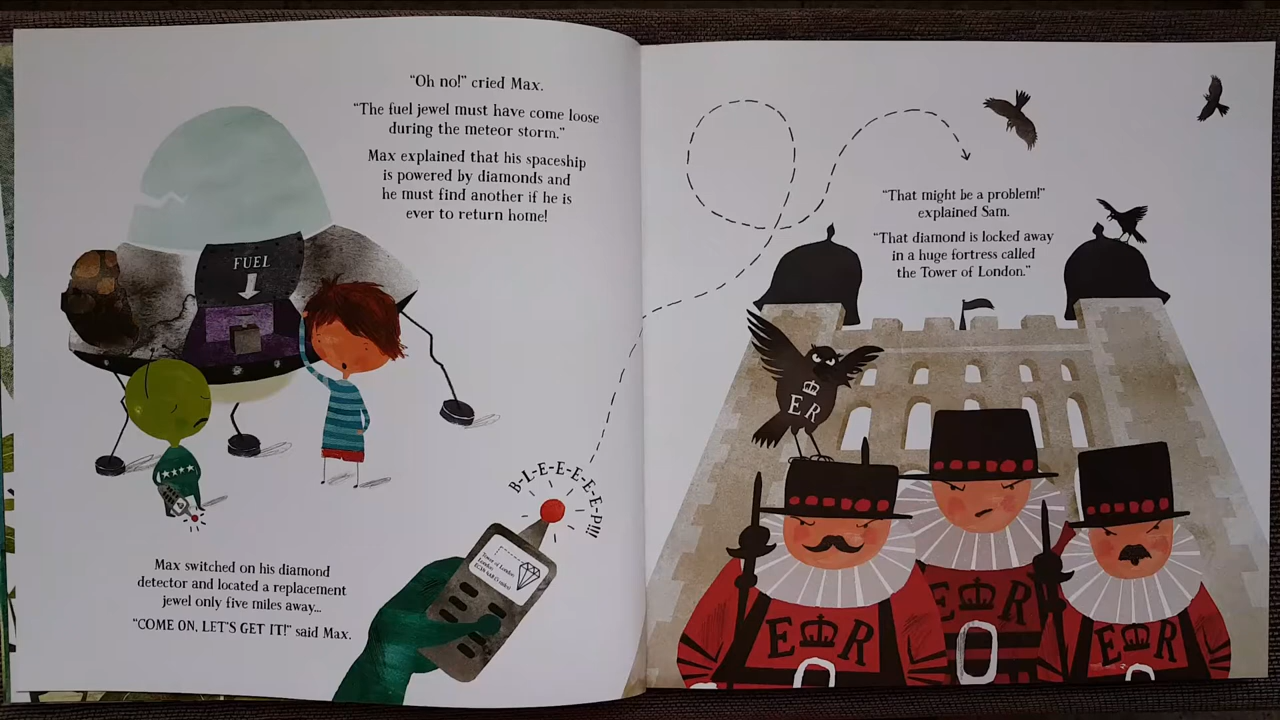 “Oh no!” cried Max.
“The fuel jewel must have come loose
during the meteor storm.”
Max explained that his spaceship
is powered by diamonds and
he must find another if he is
ever to return home!
FUEL
B-L-E-E-E-E-E-P!!!
Tower of London
London
Max switched on his diamond
detector and located a replacement
jewel only five miles away...
“COME ON, LET’S GET IT!” said Max.
“That might be a problem!”
explained Sam.
“That diamond is locked away
in a huge fortress called
the Tower of London.”
E R
E R
E R
E R